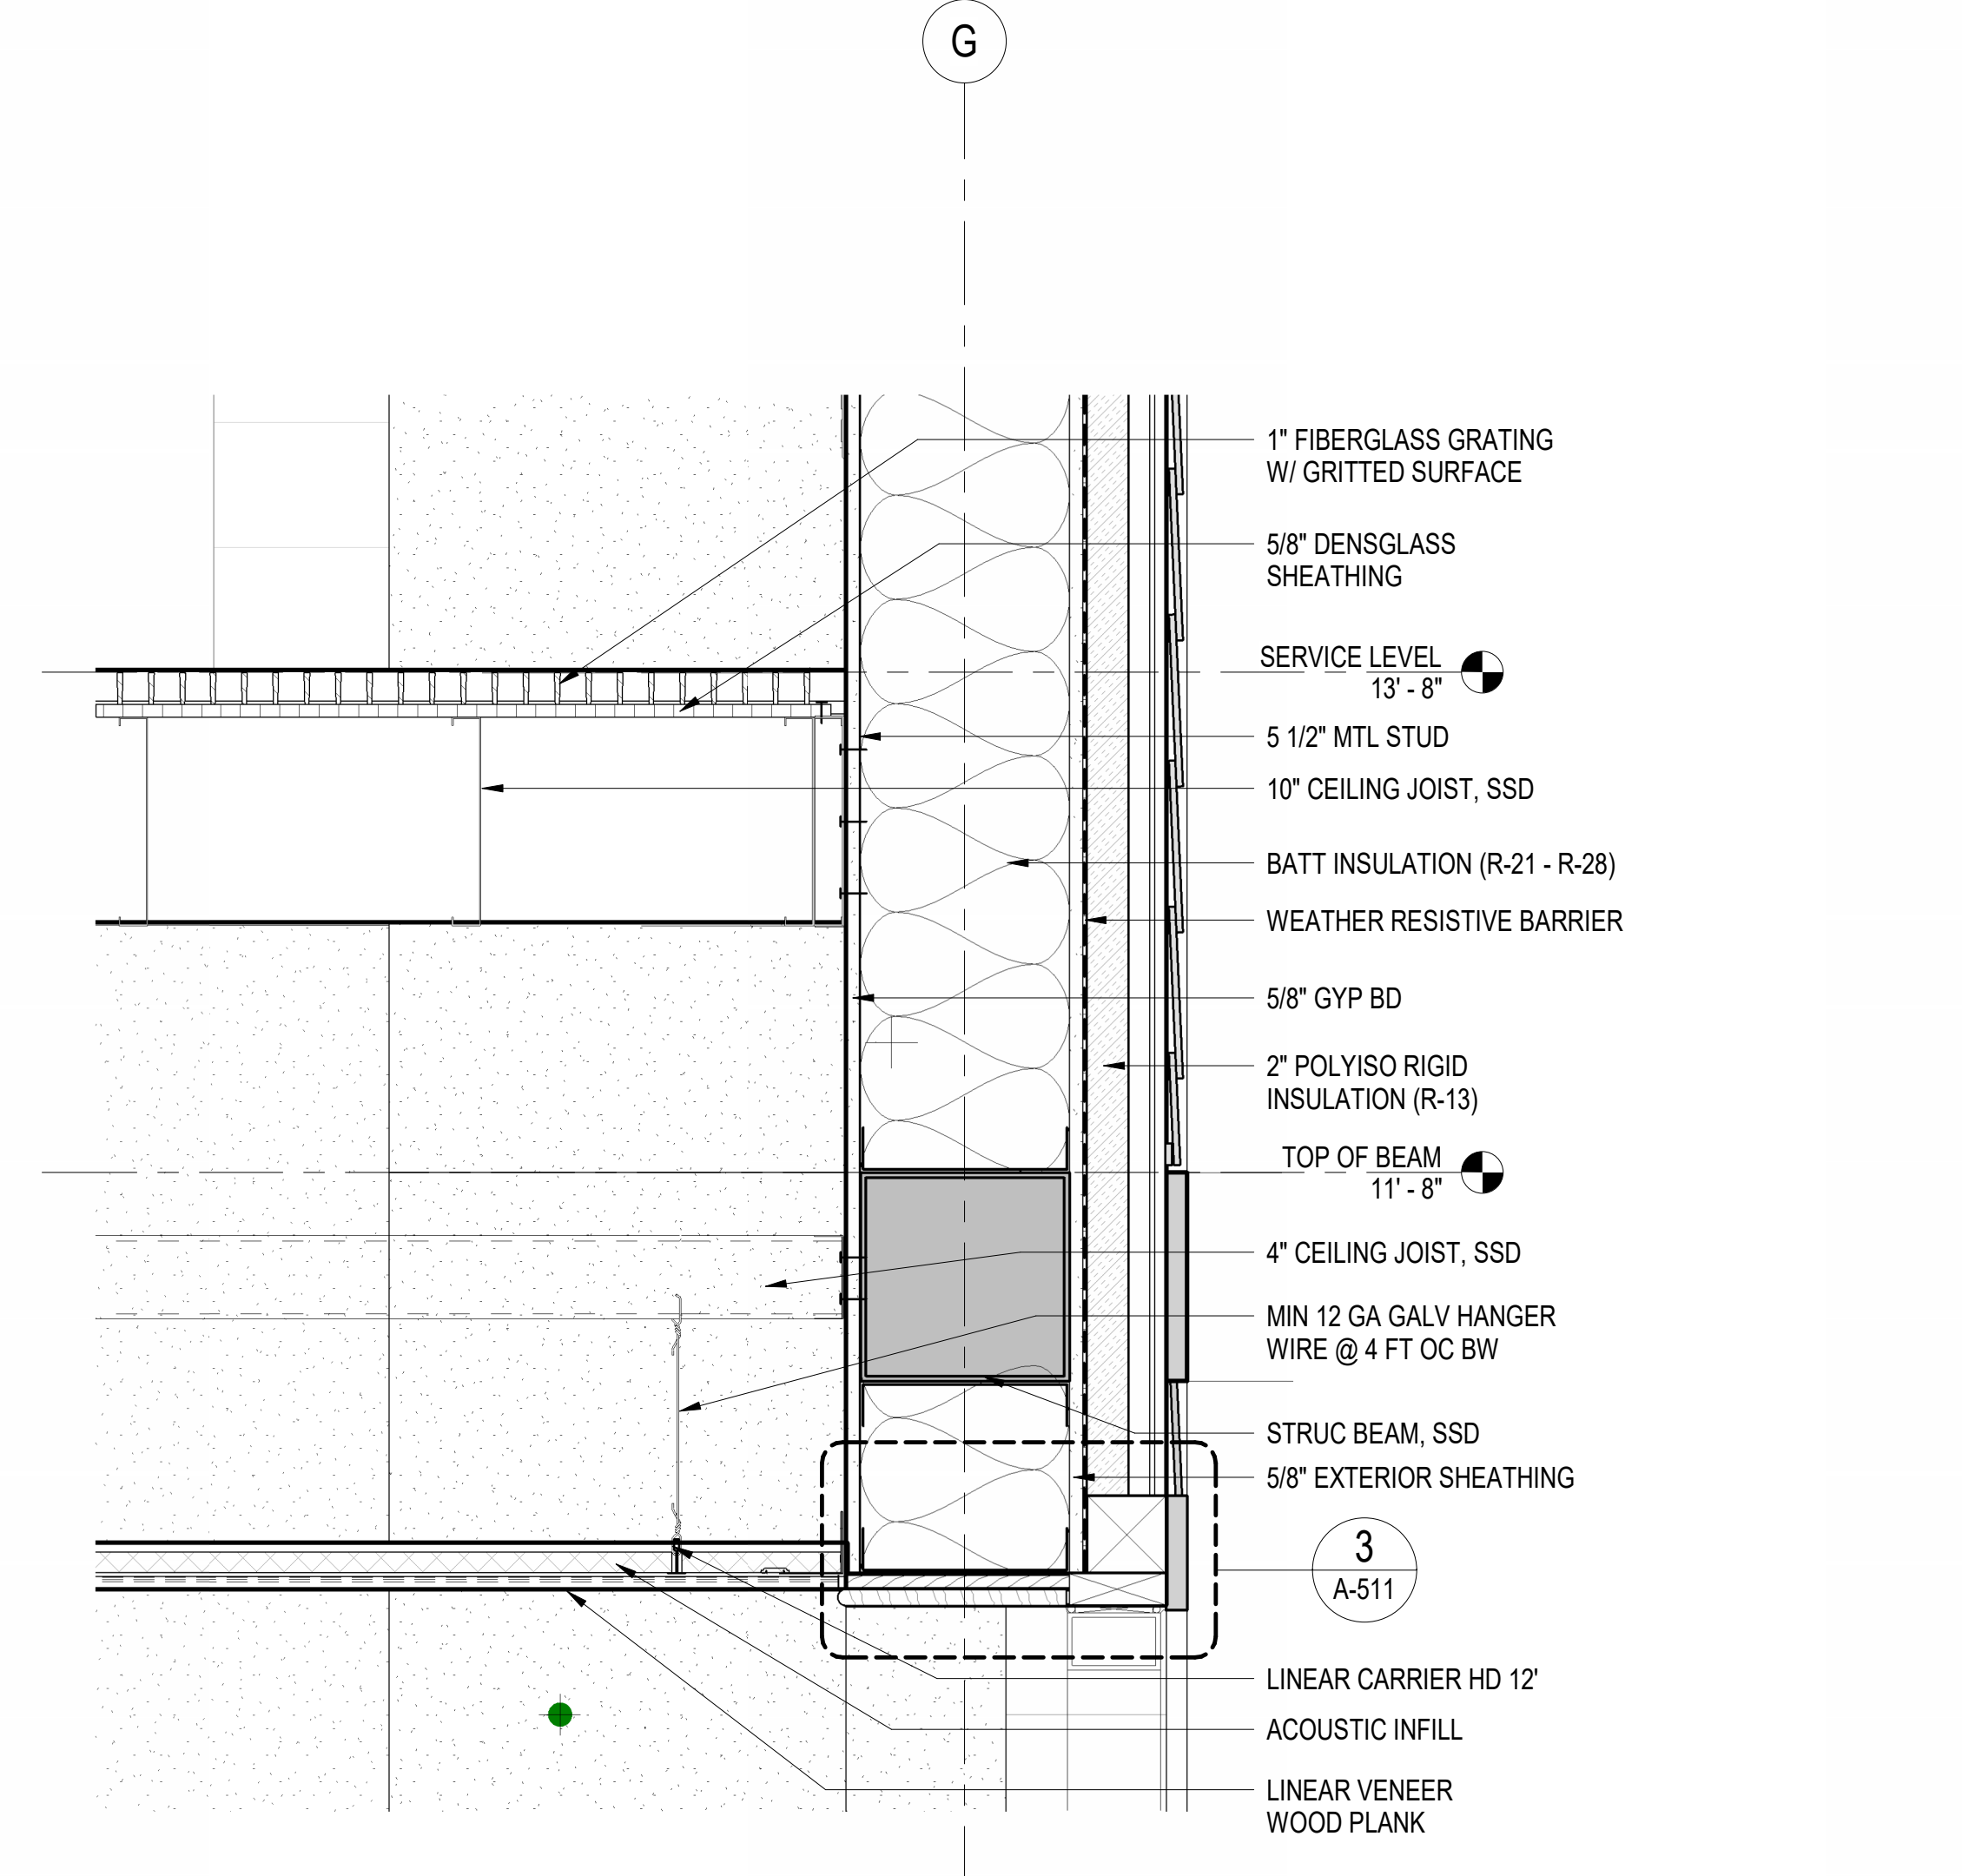 G
1" FIBERGLASS GRATING
W/ GRITTED SURFACE
5/8" DENSGLASS
SHEATHING
SERVICE LEVEL
13' - 8"
5 1/2" MTL STUD
10" CEILING JOIST, SSD
BATT INSULATION (R-21 - R-28)
WEATHER RESISTIVE BARRIER
5/8" GYP BD
2" POLYISO RIGID
INSULATION (R-13)
TOP OF BEAM
11' - 8"
4" CEILING JOIST, SSD
MIN 12 GA GALV HANGER
WIRE @ 4 FT OC BW
STRUC BEAM, SSD
5/8" EXTERIOR SHEATHING
3
A-511
LINEAR CARRIER HD 12'
ACOUSTIC INFILL
LINEAR VENEER
WOOD PLANK